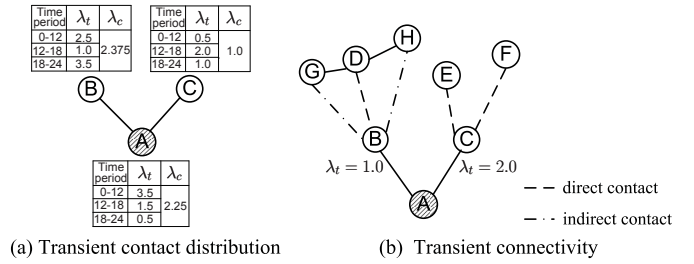 Time period λt λc
0-12 2.5
12-18 1.0 2.375
18-24 3.5
Time period λt λc
0-12 0.5
12-18 2.0 1.0
18-24 1.0
B
C
A
Time period λt λc
0-12 3.5
12-18 1.5 2.25
18-24 0.5
(a) Transient contact distribution
H
D
G
F
E
B
C
λt = 1.0
λt = 2.0
A
direct contact
indirect contact
(b) Transient connectivity